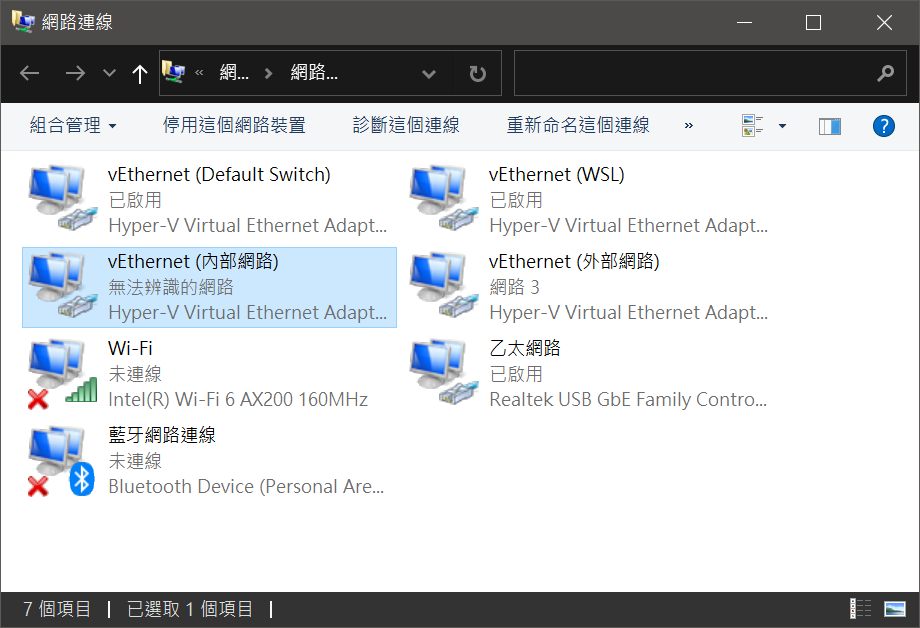 網路連線
« 網... 網路...
組合管理 停用這個網路裝置 診斷這個連線 重新命名這個連線 »
vEthernet (Default Switch)
已啟用
Hyper-V Virtual Ethernet Adapt...
vEthernet (WSL)
已啟用
Hyper-V Virtual Ethernet Adapt...
vEthernet (內部網路)
無法辨識的網路
Hyper-V Virtual Ethernet Adapt...
vEthernet (外部網路)
網路 3
Hyper-V Virtual Ethernet Adapt...
Wi-Fi
未連線
Intel(R) Wi-Fi 6 AX200 160MHz
乙太網路
已啟用
Realtek USB GbE Family Contro...
藍牙網路連線
未連線
Bluetooth Device (Personal Are...
7 個項目 已選取 1 個項目